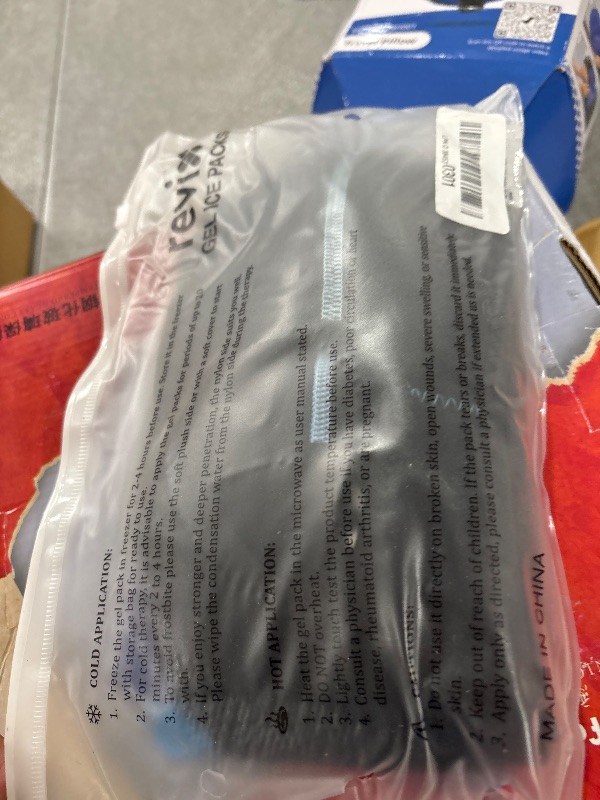 revix
GEL ICE PACKS
COLD APPLICATION:
1. Freeze the gel pack in freezer for 2-4 hours before use. Store it in the freezer
with storage bag for ready to use.
2. For cold therapy, it is advisable to apply the gel packs for periods of up to 20
minutes every 2 to 4 hours.
3. To avoid frostbite please use the soft plush side or with a soft cover to start
with.
4. If you enjoy stronger and deeper penetration, the nylon side suits you well.
Please wipe the condensation water from the nylon side during the therapy.
HOT APPLICATION:
1. Heat the gel pack in the microwave as user manual stated.
2. DO NOT overheat.
3. Lightly touch test the product temperature before use.
4. Consult a physician before use if you have diabetes, poor circulation or heart
disease, rheumatoid arthritis, or are pregnant.
CAUTIONS:
1. Do not use it directly on broken skin, open wounds, severe swelling, or sensitive
skin.
2. Keep out of reach of children. If the pack tears or breaks, discard it immediately.
3. Apply only as directed, please consult a physician if extended use is needed.
MADE IN CHINA
钢化玻璃保